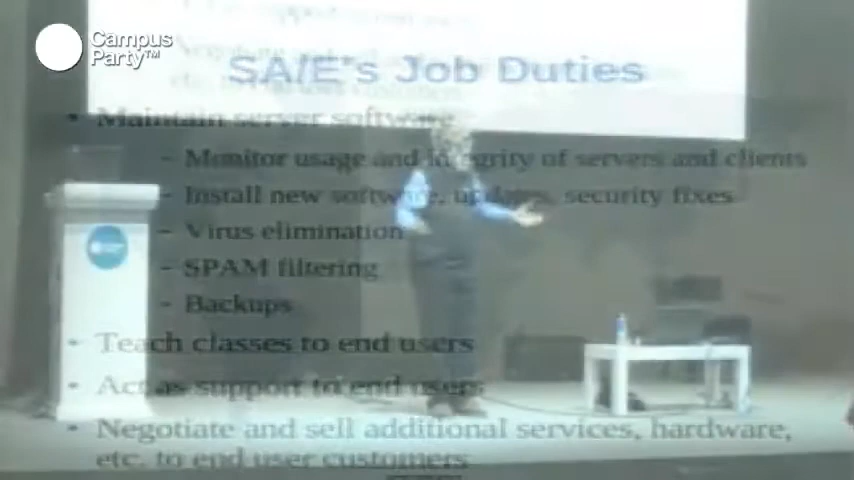 Campus
Party™
SA/E's Job Duties
• Maintain server software
– Monitor usage and integrity of servers and clients
– Install new software, updates, security fixes
– Virus elimination
– SPAM filtering
– Backups
• Teach classes to end users
• Act as support to end users
• Negotiate and sell additional services, hardware,
etc. to end user customers